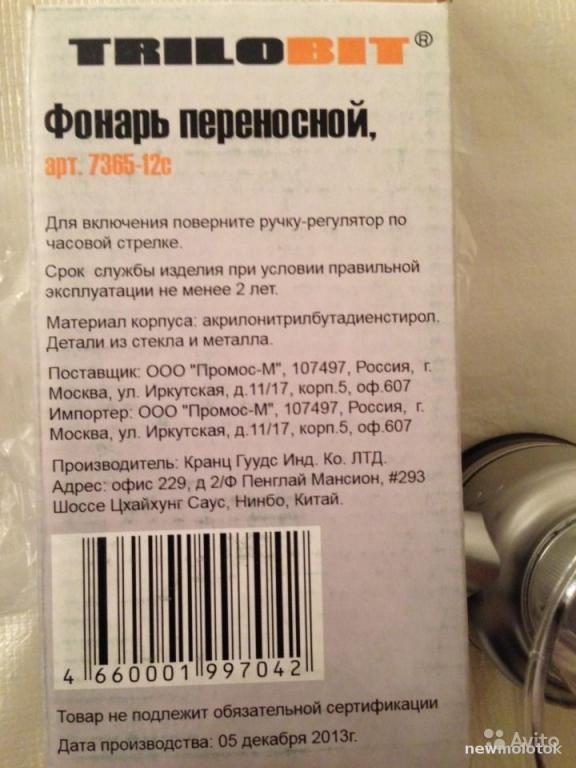 TRILOBIT®
Фонарь переносной,
арт. 7365-12с
Для включения поверните ручку-регулятор по
часовой стрелке.
Срок службы изделия при условии правильной
эксплуатации не менее 2 лет.
Материал корпуса: акрилонитрилбутадиенстирол.
Детали из стекла и металла.
Поставщик: ООО "Промос-М", 107497, Россия, г.
Москва, ул. Иркутская, д.11/17, корп.5, оф.607
Импортер: ООО "Промос-М", 107497, Россия, г.
Москва, ул. Иркутская, д.11/17, корп.5, оф.607
Производитель: Кранц Гуудс Инд. Ко. ЛТД.
Адрес: офис 229, д 2/Ф Пенглай Мансион, #293
Шоссе Цхайхунг Саус, Нинбо, Китай.
4 660001 997042
Товар не подлежит обязательной сертификации
Дата производства: 05 декабря 2013г.
Avito
newmolotok